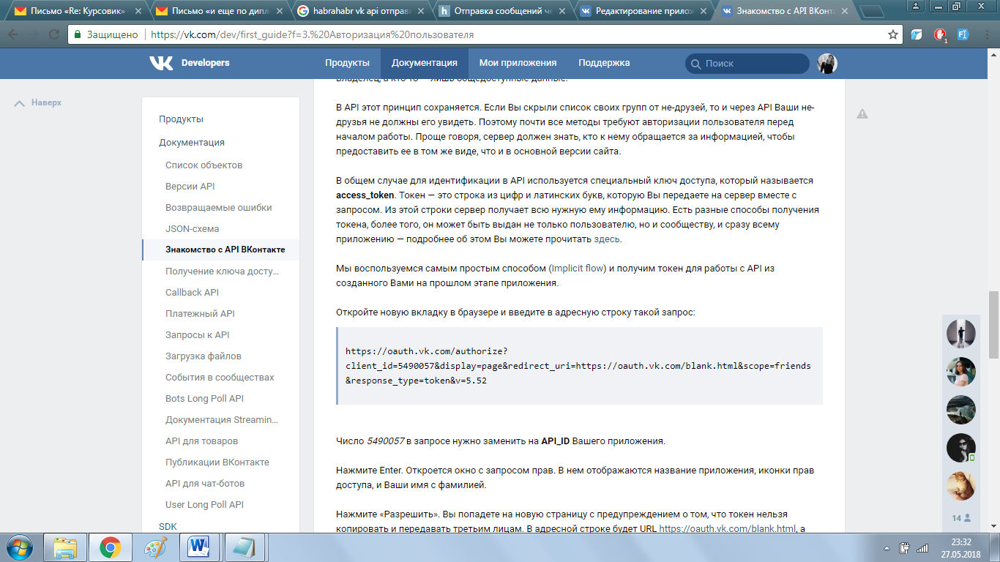 Письмо «Re: Курсовик»
Письмо «и еще по дипл
habrahabr vk api отправ
Отправка сообщений че
Редактирование прилож
Знакомство с API ВКонт
Защищено
https://vk.com/dev/first_guide?f=3.%20Авторизация%20пользователя
1
Developers
Продукты
Документация
Мои приложения
Поддержка
Поиск
Наверх
Продукты
Документация
Список объектов
Версии API
Возвращаемые ошибки
JSON-схема
Знакомство с API ВКонтакте
Получение ключа досту...
Callback API
Платежный API
Запросы к API
Загрузка файлов
События в сообществах
Bots Long Poll API
Документация Streamin...
API для товаров
Публикации ВКонтакте
API для чат-ботов
User Long Poll API
SDK
владелец, а кто-то — лишь общедоступные данные.
В API этот принцип сохраняется. Если Вы скрыли список своих групп от не-друзей, то и через API Ваши не-
друзья не должны его увидеть. Поэтому почти все методы требуют авторизации пользователя перед
началом работы. Проще говоря, сервер должен знать, кто к нему обращается за информацией, чтобы
предоставить ее в том же виде, что и в основной версии сайта.
В общем случае для идентификации в API используется специальный ключ доступа, который называется
access_token. Токен — это строка из цифр и латинских букв, которую Вы передаете на сервер вместе с
запросом. Из этой строки сервер получает всю нужную ему информацию. Есть разные способы получения
токена, более того, он может быть выдан не только пользователю, но и сообществу, и сразу всему
приложению — подробнее об этом Вы можете прочитать здесь.
Мы воспользуемся самым простым способом (Implicit flow) и получим токен для работы с API из
созданного Вами на прошлом этапе приложения.
Откройте новую вкладку в браузере и введите в адресную строку такой запрос:
https://oauth.vk.com/authorize?
client_id=5490057&display=page&redirect_uri=https://oauth.vk.com/blank.html&scope=friends
&response_type=token&v=5.52
Число 5490057 в запросе нужно заменить на API_ID Вашего приложения.
Нажмите Enter. Откроется окно с запросом прав. В нем отображаются название приложения, иконки прав
доступа, и Ваши имя с фамилией.
Нажмите «Разрешить». Вы попадете на новую страницу с предупреждением о том, что токен нельзя
копировать и передавать третьим лицам. В адресной строке будет URL https://oauth.vk.com/blank.html, а
14
23:32
27.05.2018